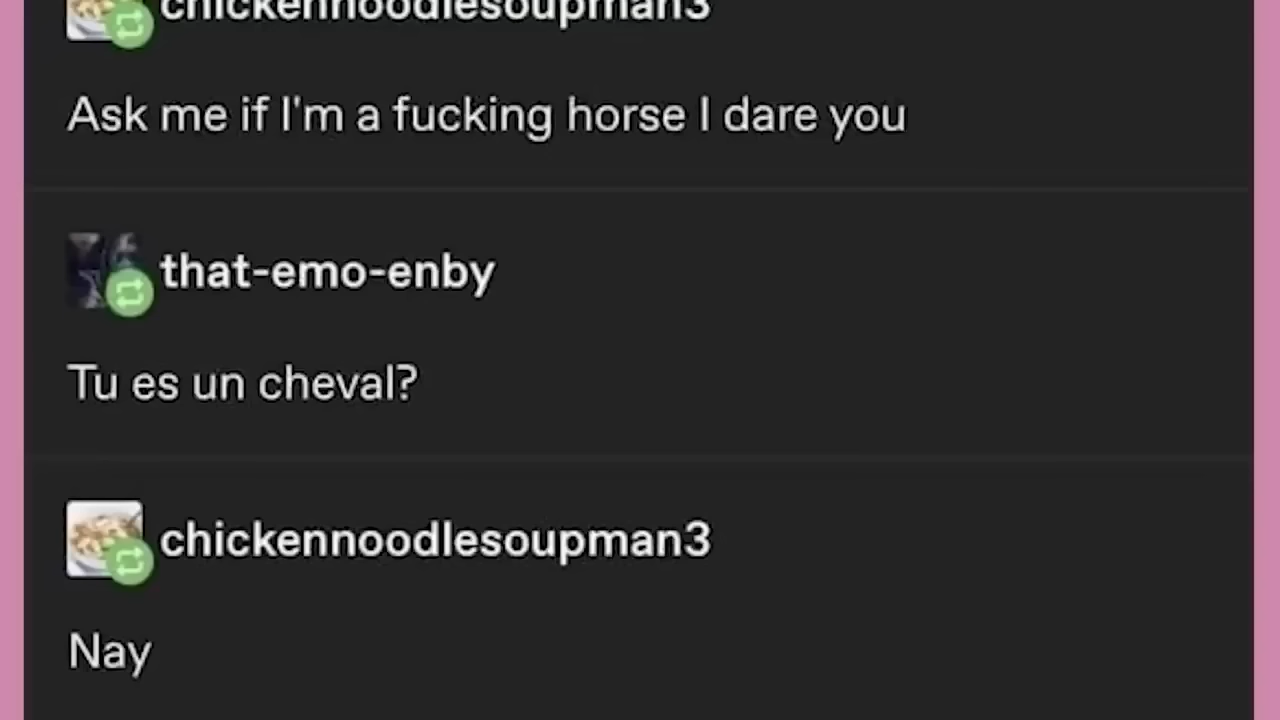 chickennoodlesoupman3
Ask me if I'm a fucking horse I dare you
that-emo-enby
Tu es un cheval?
chickennoodlesoupman3
Nay